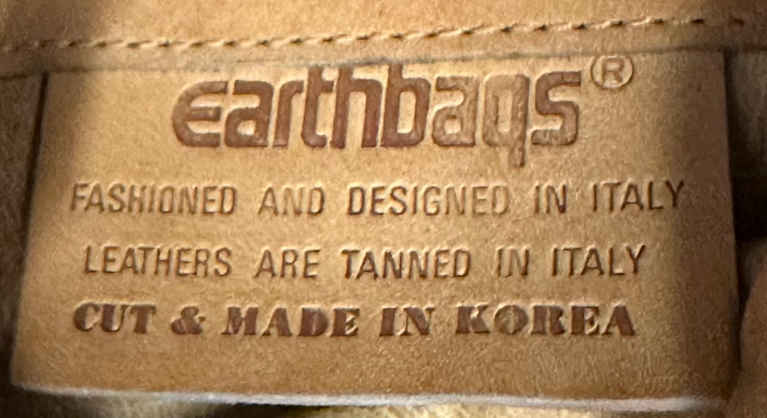 earthbags®
FASHIONED AND DESIGNED IN ITALY
LEATHERS ARE TANNED IN ITALY
CUT & MADE IN KOREA